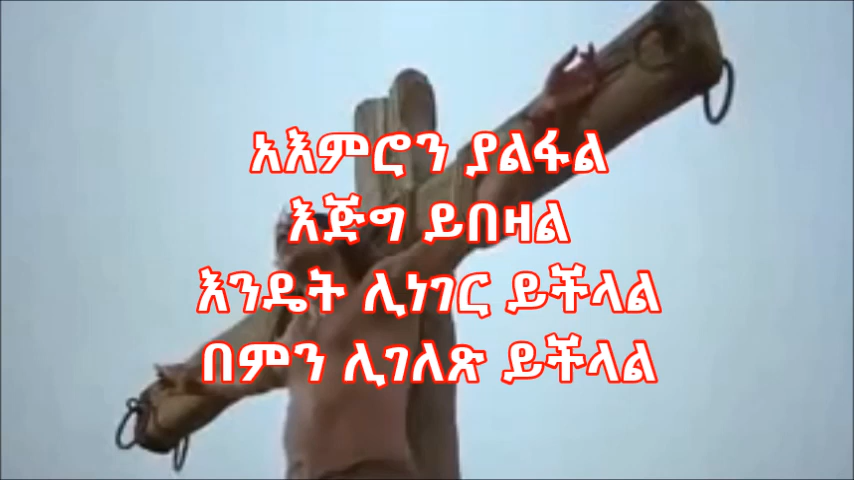 አእምሮን ያልፋል
እጅግ ይበዛል
እንዴት ሊነገር ይችላል
በምን ሊገለጽ ይችላል